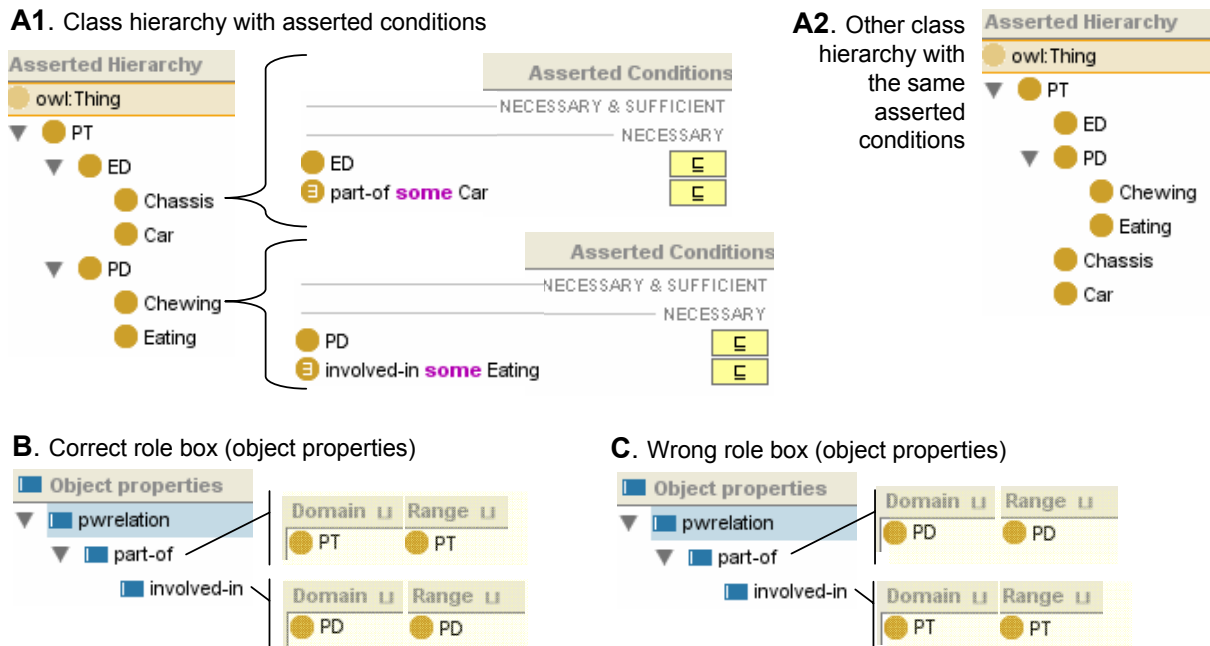 A1. Class hierarchy with asserted conditions
Asserted Hierarchy
owl:Thing
PT
ED
Chassis
Car
PD
Chewing
Eating
Asserted Conditions
NECESSARY & SUFFICIENT
NECESSARY
ED ⊑
∃ part-of some Car ⊑
Asserted Conditions
NECESSARY & SUFFICIENT
NECESSARY
PD ⊑
∃ involved-in some Eating ⊑
A2. Other class
hierarchy with
the same
asserted
conditions
Asserted Hierarchy
owl:Thing
PT
ED
PD
Chewing
Eating
Chassis
Car
B. Correct role box (object properties)
Object properties
pwrelation
part-of
involved-in
Domain ⊔ Range ⊔
PT PT
Domain ⊔ Range ⊔
PD PD
C. Wrong role box (object properties)
Object properties
pwrelation
part-of
involved-in
Domain ⊔ Range ⊔
PD PD
Domain ⊔ Range ⊔
PT PT